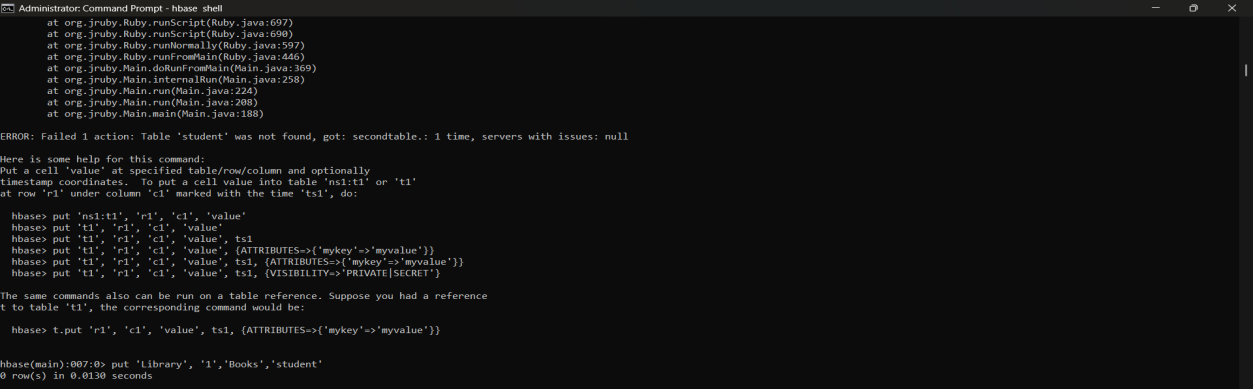 Administrator: Command Prompt - hbase shell
at org.jruby.Ruby.runScript(Ruby.java:697)
at org.jruby.Ruby.runScript(Ruby.java:690)
at org.jruby.Ruby.runNormally(Ruby.java:597)
at org.jruby.Ruby.runFromMain(Ruby.java:446)
at org.jruby.Main.doRunFromMain(Main.java:369)
at org.jruby.Main.internalRun(Main.java:258)
at org.jruby.Main.run(Main.java:224)
at org.jruby.Main.run(Main.java:208)
at org.jruby.Main.main(Main.java:188)
ERROR: Failed 1 action: Table 'student' was not found, got: secondtable.: 1 time, servers with issues: null
Here is some help for this command:
Put a cell 'value' at specified table/row/column and optionally
timestamp coordinates.  To put a cell value into table 'ns1:t1' or 't1'
at row 'r1' under column 'c1' marked with the time 'ts1', do:
hbase> put 'ns1:t1', 'r1', 'c1', 'value'
hbase> put 't1', 'r1', 'c1', 'value'
hbase> put 't1', 'r1', 'c1', 'value', ts1
hbase> put 't1', 'r1', 'c1', 'value', {ATTRIBUTES=>{'mykey'=>'myvalue'}}
hbase> put 't1', 'r1', 'c1', 'value', ts1, {ATTRIBUTES=>{'mykey'=>'myvalue'}}
hbase> put 't1', 'r1', 'c1', 'value', ts1, {VISIBILITY=>'PRIVATE|SECRET'}
The same commands also can be run on a table reference. Suppose you had a reference
t to table 't1', the corresponding command would be:
hbase> t.put 'r1', 'c1', 'value', ts1, {ATTRIBUTES=>{'mykey'=>'myvalue'}}
hbase(main):007:0> put 'Library', '1','Books','student'
0 row(s) in 0.0130 seconds